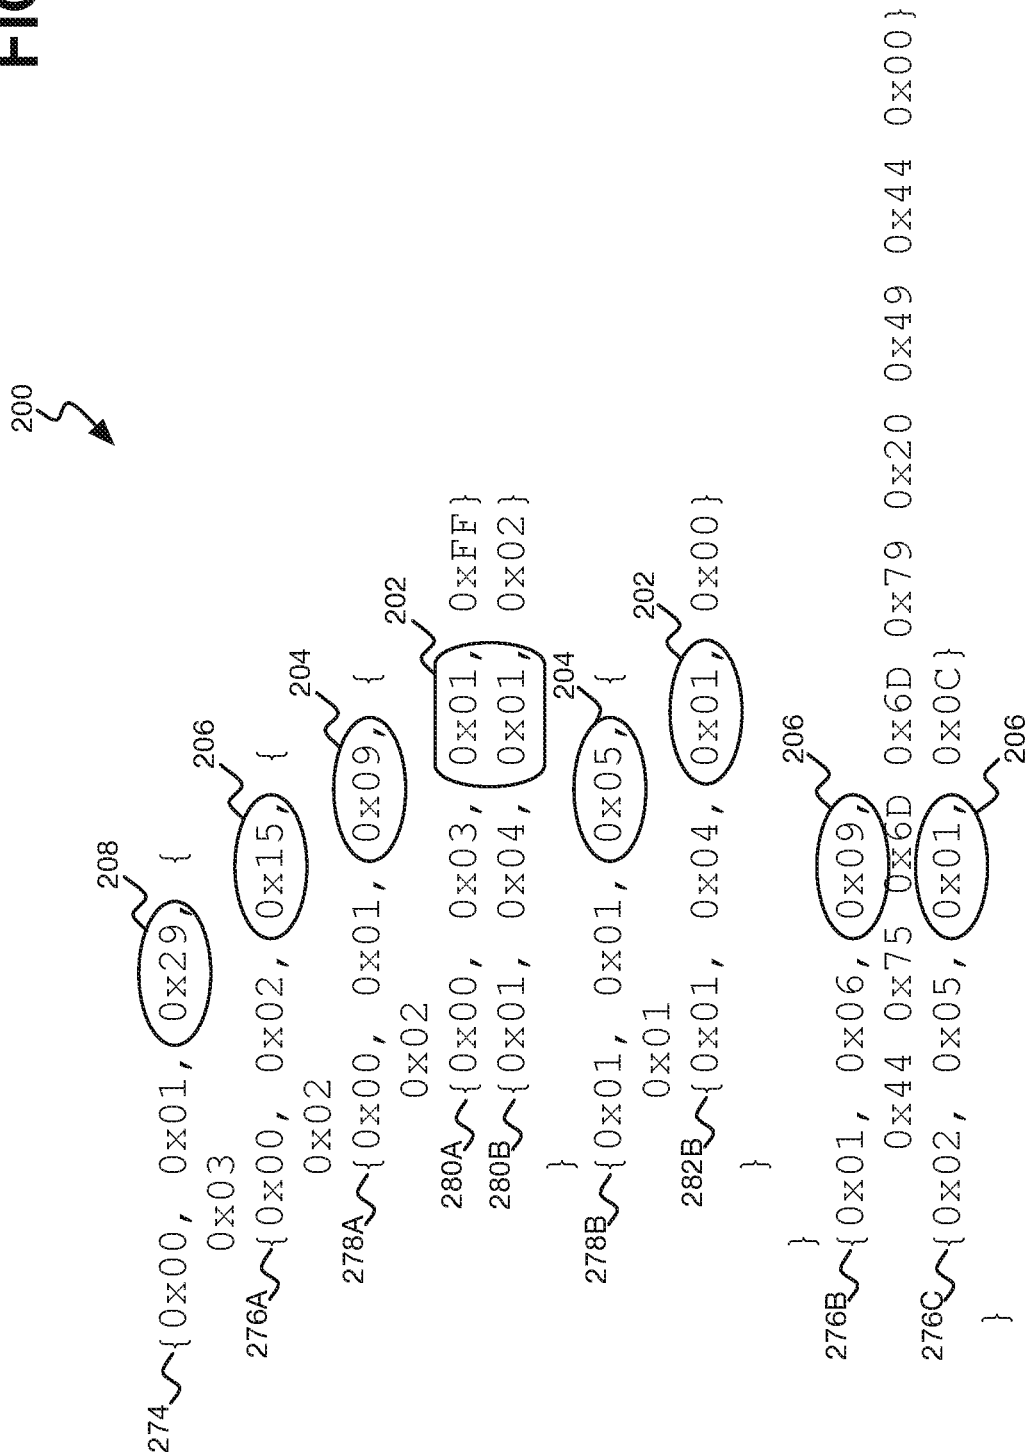 FIG
200
274 {0x00, 0x01, 0x29, { 208
0x03
276A {0x00, 0x02, 0x15, { 206
0x02
278A {0x00, 0x01, 0x09, { 204
0x02
280A {0x00, 0x03, 0x01, 0xFF} 202
280B {0x01, 0x04, 0x01, 0x02}
}
278B {0x01, 0x01, 0x05, { 204
0x01
282B {0x01, 0x04, 0x01, 0x00} 202
}
}
276B {0x01, 0x06, 0x09, 206
0x44 0x75 0x6D 0x6D 0x79 0x20 0x49 0x44 0x00}
276C {0x02, 0x05, 0x01, 0x0C} 206
}